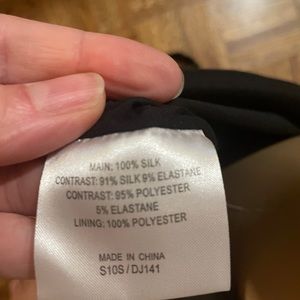 MAIN: 100% SILK
CONTRAST: 91% SILK 9% ELASTANE
CONTRAST: 95% POLYESTER
5% ELASTANE
LINING: 100% POLYESTER
MADE IN CHINA
S10S / DJ141